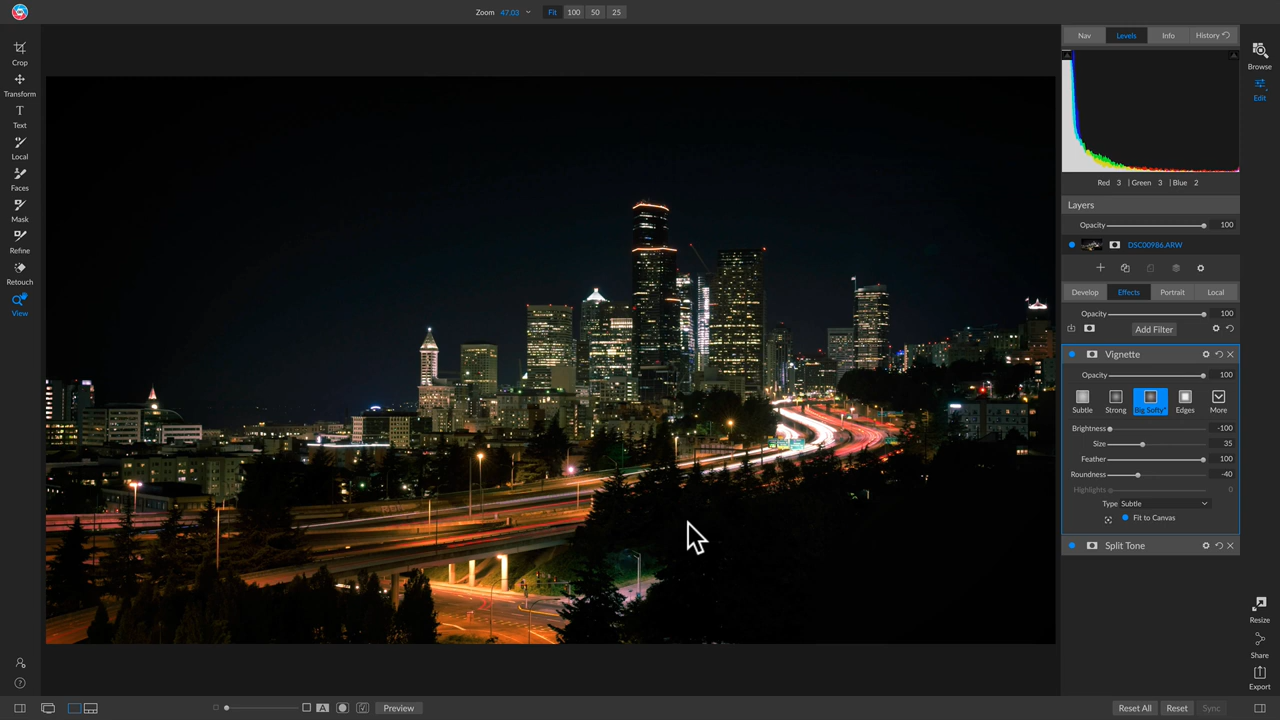 Zoom 47.03 Fit 100 50 25
Nav Levels Info History
Crop
Transform
Text
Local
Faces
Mask
Refine
Retouch
View
Browse
Edit
Red 3 | Green 3 | Blue 2
Layers
Opacity 100
DSC00986.ARW
Develop Effects Portrait Local
Opacity 100
Add Filter
Vignette
Opacity 100
Subtle Strong Big Softy* Edges More
Brightness -100
Size 35
Feather 100
Roundness -40
Highlights 0
Type Subtle
Fit to Canvas
Split Tone
Resize
Share
Export
A Preview Reset All Reset Sync